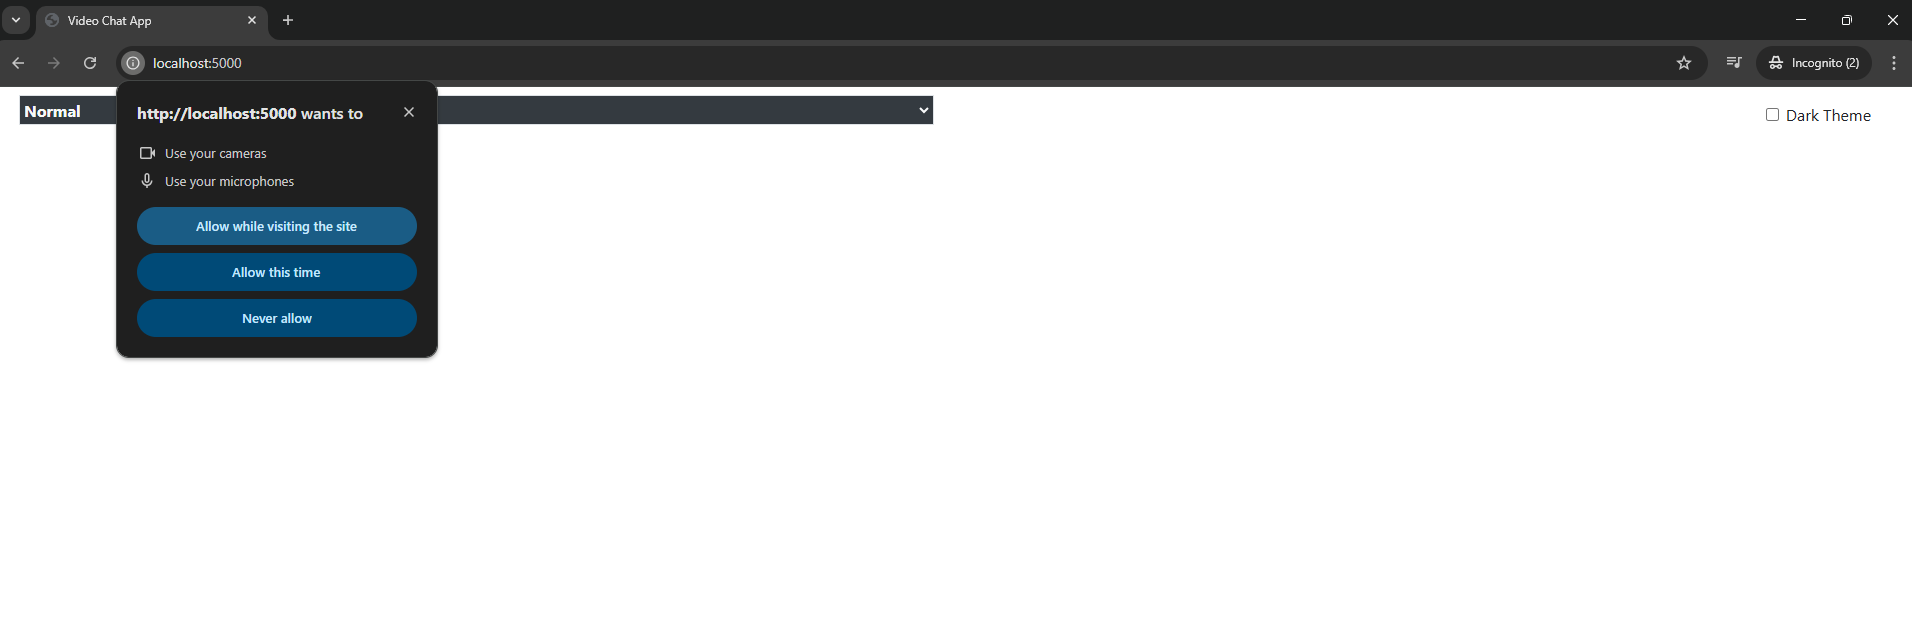 Video Chat App
localhost:5000
Incognito (2)
Normal
Dark Theme
http://localhost:5000 wants to
Use your cameras
Use your microphones
Allow while visiting the site
Allow this time
Never allow